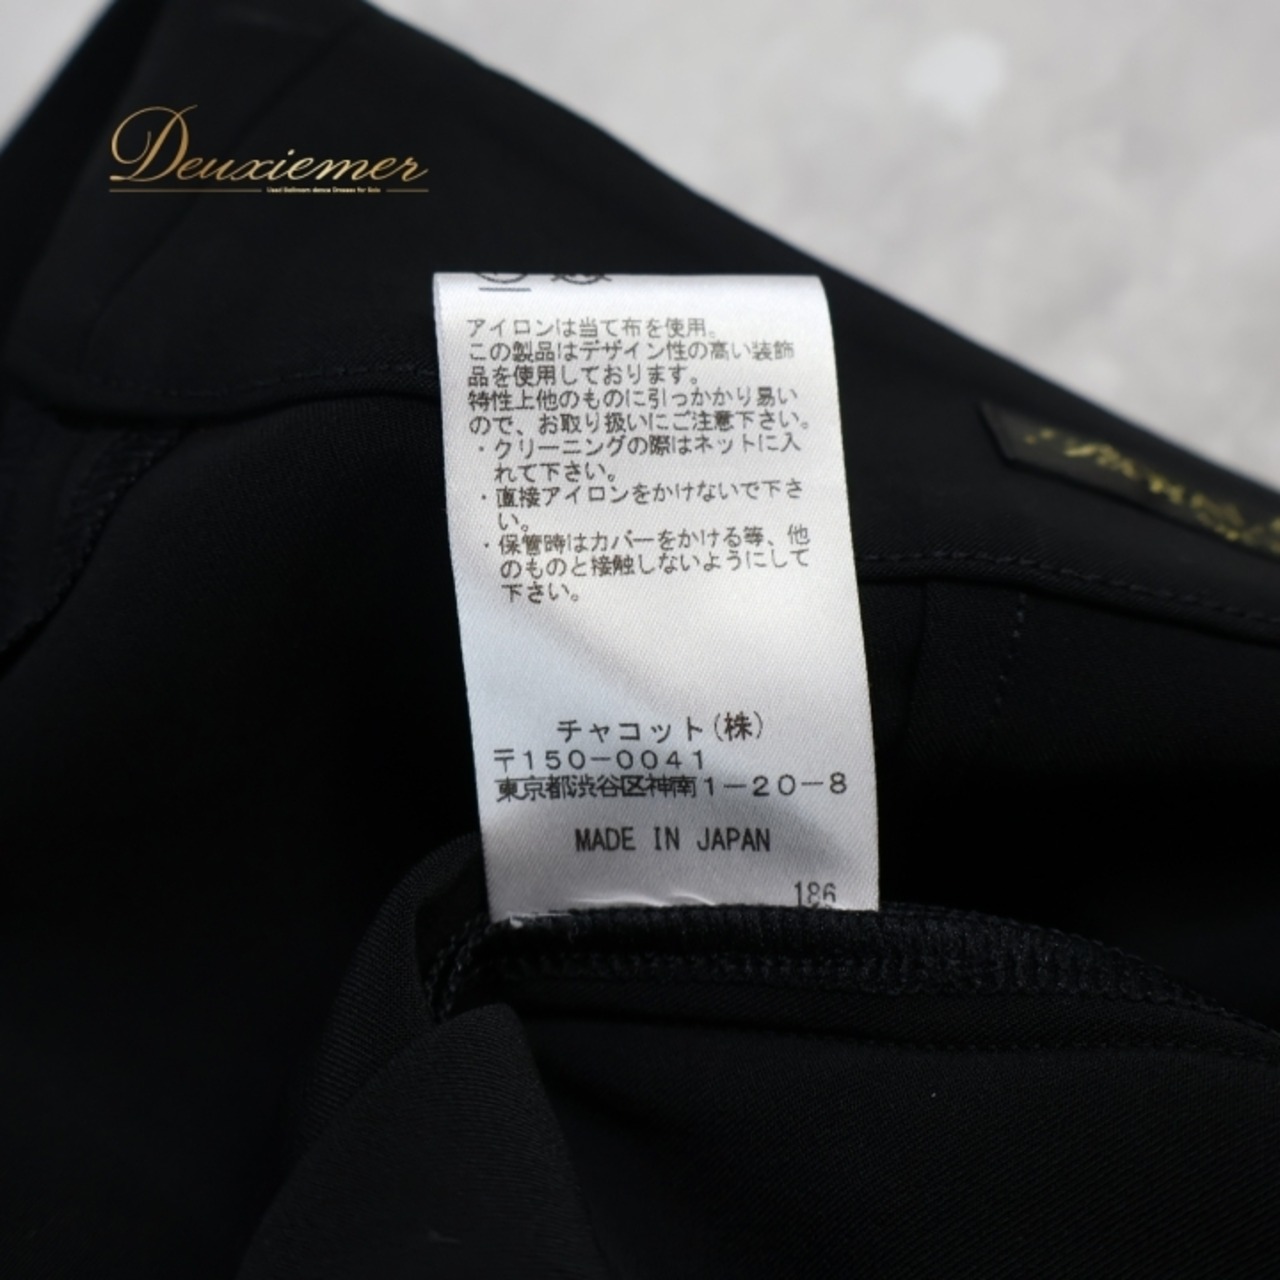 Deuxiemer
Used Ballroom dance Dresses for Sale
アイロンは当て布を使用。
この製品はデザイン性の高い装飾
品を使用しております。
特性上他のものに引っかかり易い
ので、お取り扱いにご注意下さい。
・クリーニングの際はネットに入
れて下さい。
・直接アイロンをかけないで下さ
い。
・保管時はカバーをかける等、他
のものと接触しないようにして
下さい。
チャコット(株)
〒150-0041
東京都渋谷区神南1-20-8
MADE IN JAPAN
186